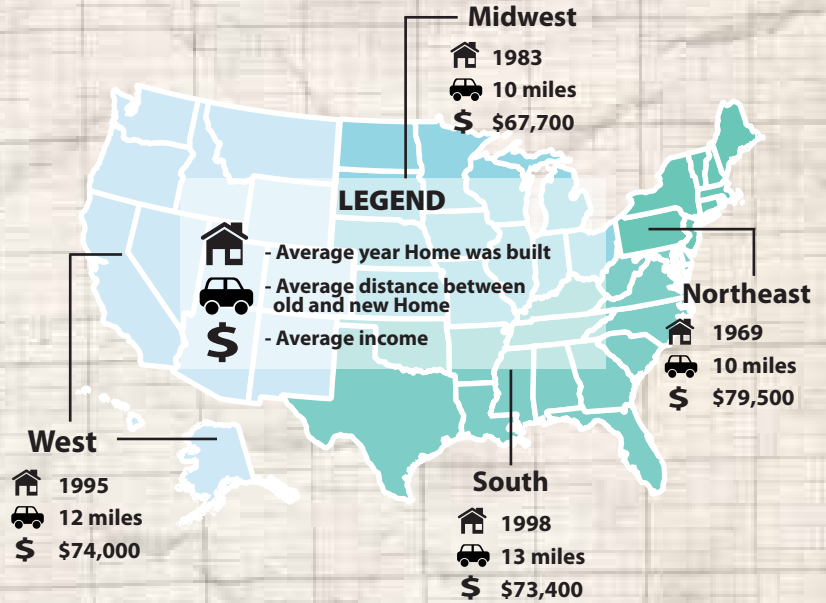 Midwest
1983
10 miles
$ $67,700
LEGEND
- Average year Home was built
- Average distance between
old and new Home
$ - Average income
Northeast
1969
10 miles
$ $79,500
West
1995
12 miles
$ $74,000
South
1998
13 miles
$ $73,400